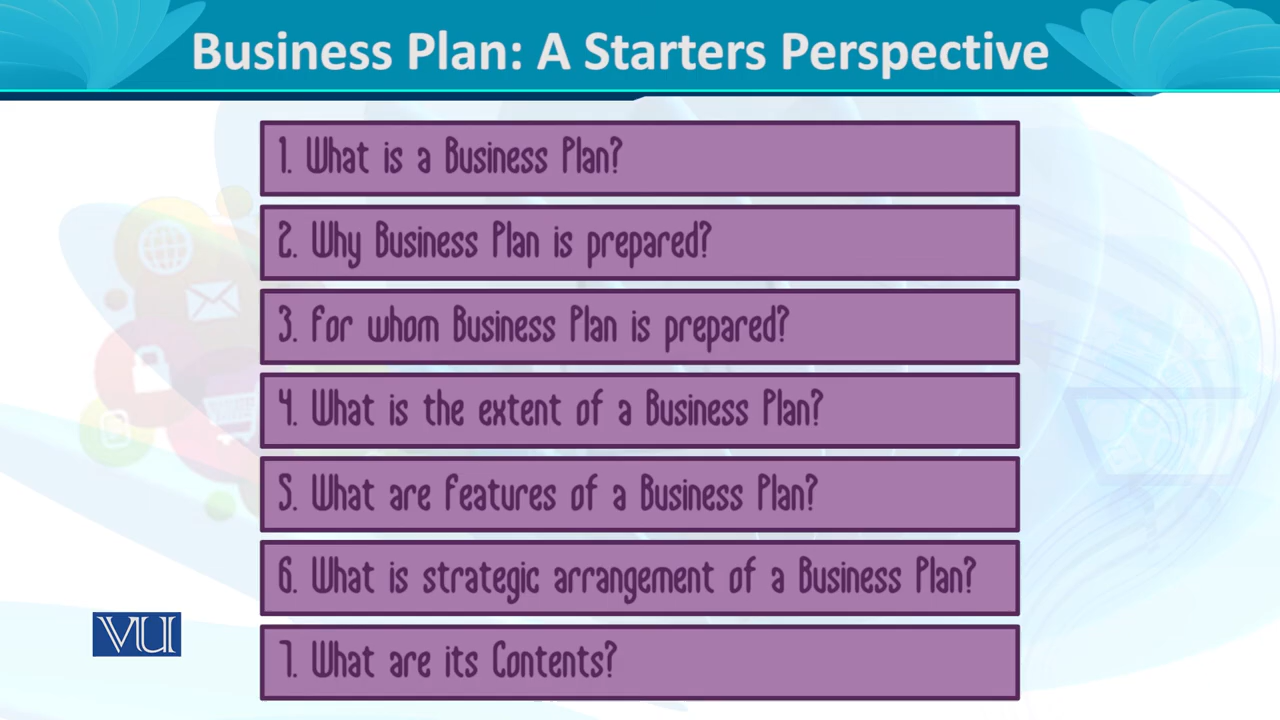 Business Plan: A Starters Perspective
1. What is a Business Plan?
2. Why Business Plan is prepared?
3. For whom Business Plan is prepared?
4. What is the extent of a Business Plan?
5. What are features of a Business Plan?
6. What is strategic arrangement of a Business Plan?
7. What are its Contents?
VU